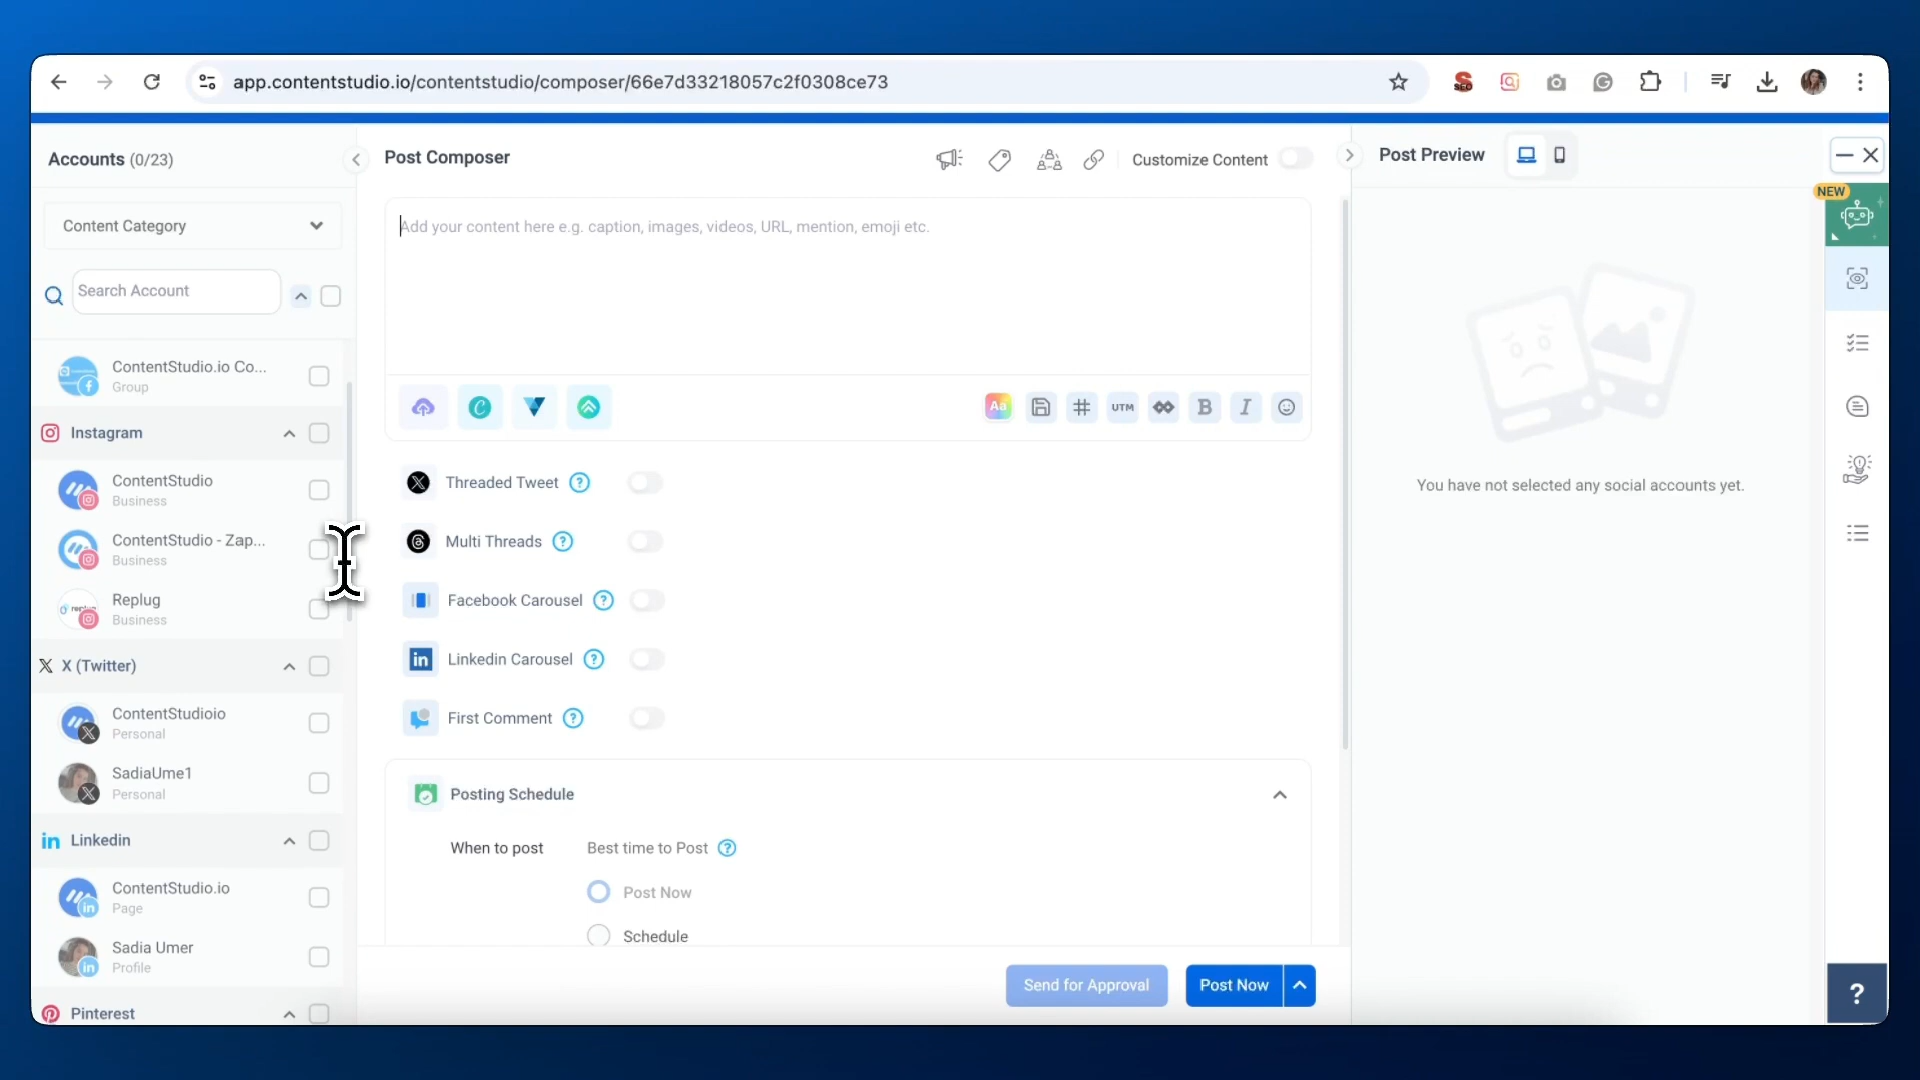 app.contentstudio.io/contentstudio/composer/66e7d33218057c2f0308ce73
SEO
Accounts (0/23)
Content Category
Search Account
ContentStudio.io Co...
Group
Instagram
ContentStudio
Business
ContentStudio - Zap...
Business
Replug
Business
X (Twitter)
ContentStudioio
Personal
SadiaUme1
Personal
Linkedin
ContentStudio.io
Page
Sadia Umer
Profile
Pinterest
Post Composer
Customize Content
Add your content here e.g. caption, images, videos, URL, mention, emoji etc.
Aa
#
UTM
B
I
Threaded Tweet ?
Multi Threads ?
Facebook Carousel ?
Linkedin Carousel ?
First Comment ?
Posting Schedule
When to post
Best time to Post ?
Post Now
Schedule
Send for Approval
Post Now
Post Preview
NEW
You have not selected any social accounts yet.
?